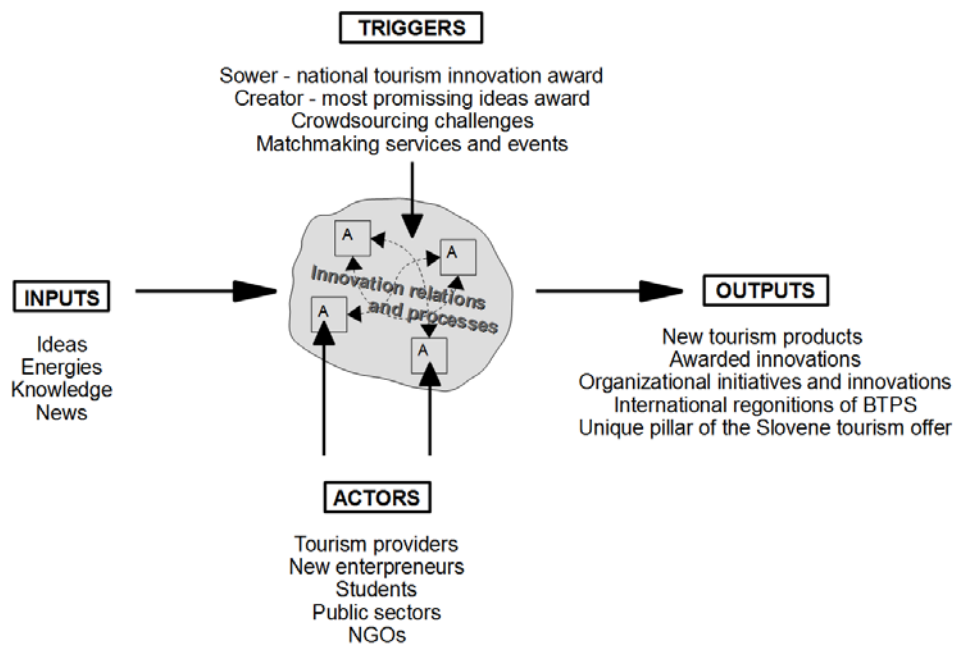 TRIGGERS
Sower - national tourism innovation award
Creator - most promissing ideas award
Crowdsourcing challenges
Matchmaking services and events
A
A
Innovation relations
and processes
A
A
INPUTS
Ideas
Energies
Knowledge
News
OUTPUTS
New tourism products
Awarded innovations
Organizational initiatives and innovations
International regonitions of BTPS
Unique pillar of the Slovene tourism offer
ACTORS
Tourism providers
New enterpreneurs
Students
Public sectors
NGOs